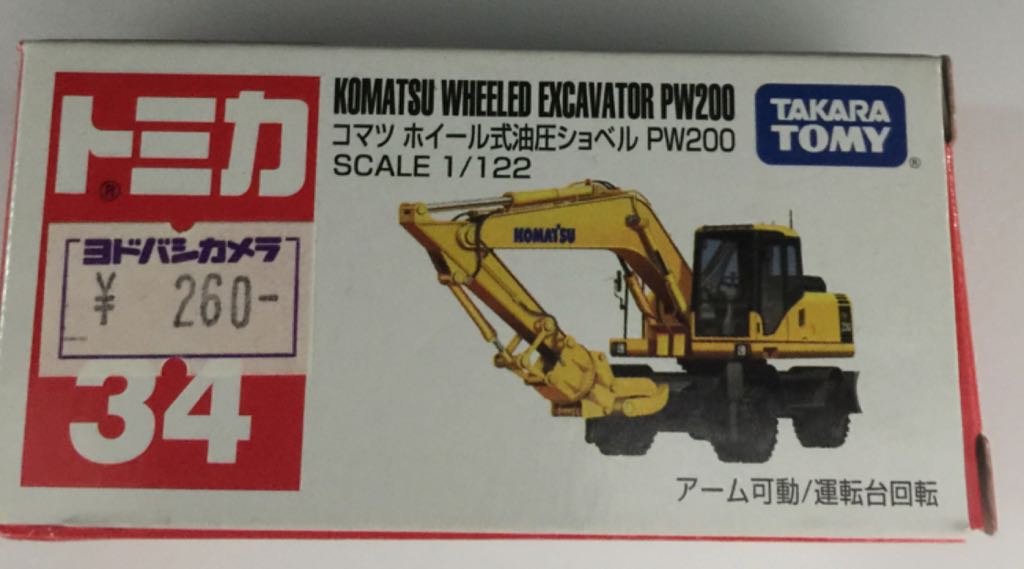 トミカ
®
ヨドバシカメラ
¥ 260-
34
KOMATSU WHEELED EXCAVATOR PW200
コマツ ホイール式油圧ショベル PW200
SCALE 1/122
TAKARA
TOMY
®
KOMATSU
アーム可動/運転台回転